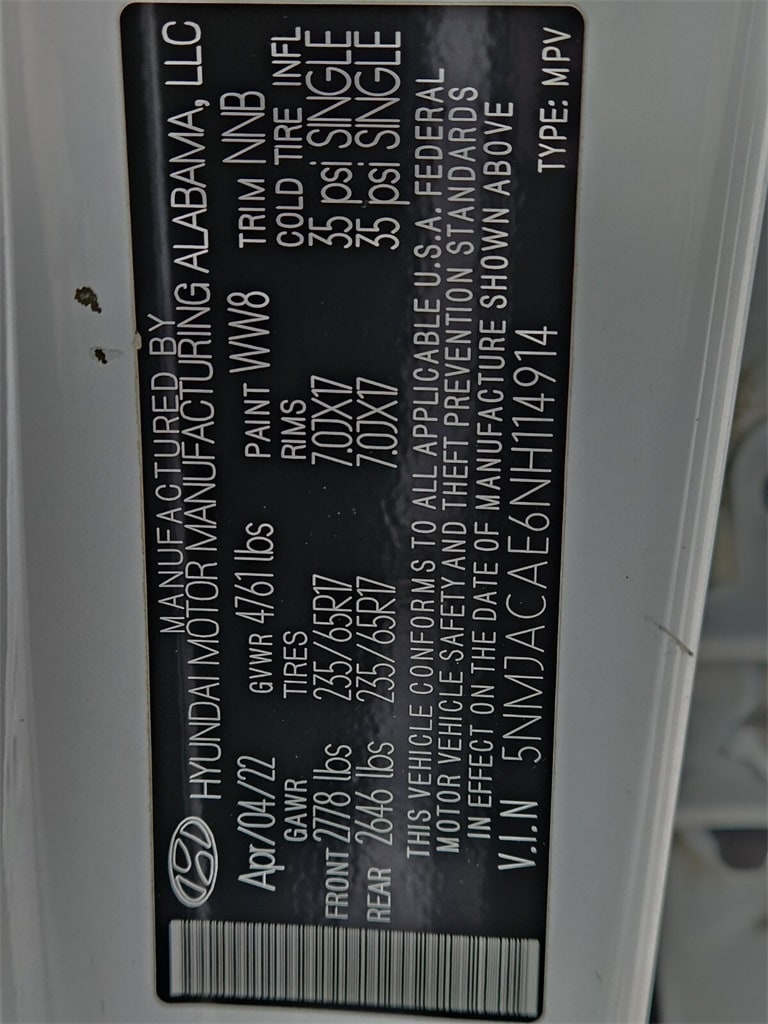 MANUFACTURED BY
HYUNDAI MOTOR MANUFACTURING ALABAMA, LLC
Apr/04/22 GVWR 4761 lbs PAINT WW8 TRIM NNB
GAWR TIRES RIMS COLD TIRE INFL
FRONT 2778 lbs 235/65R17 7.0JX17 35 psi SINGLE
REAR 2646 lbs 235/65R17 7.0JX17 35 psi SINGLE
THIS VEHICLE CONFORMS TO ALL APPLICABLE U.S.A. FEDERAL
MOTOR VEHICLE SAFETY AND THEFT PREVENTION STANDARDS
IN EFFECT ON THE DATE OF MANUFACTURE SHOWN ABOVE
V.I.N 5NMJACAE6NH114914 TYPE: MPV